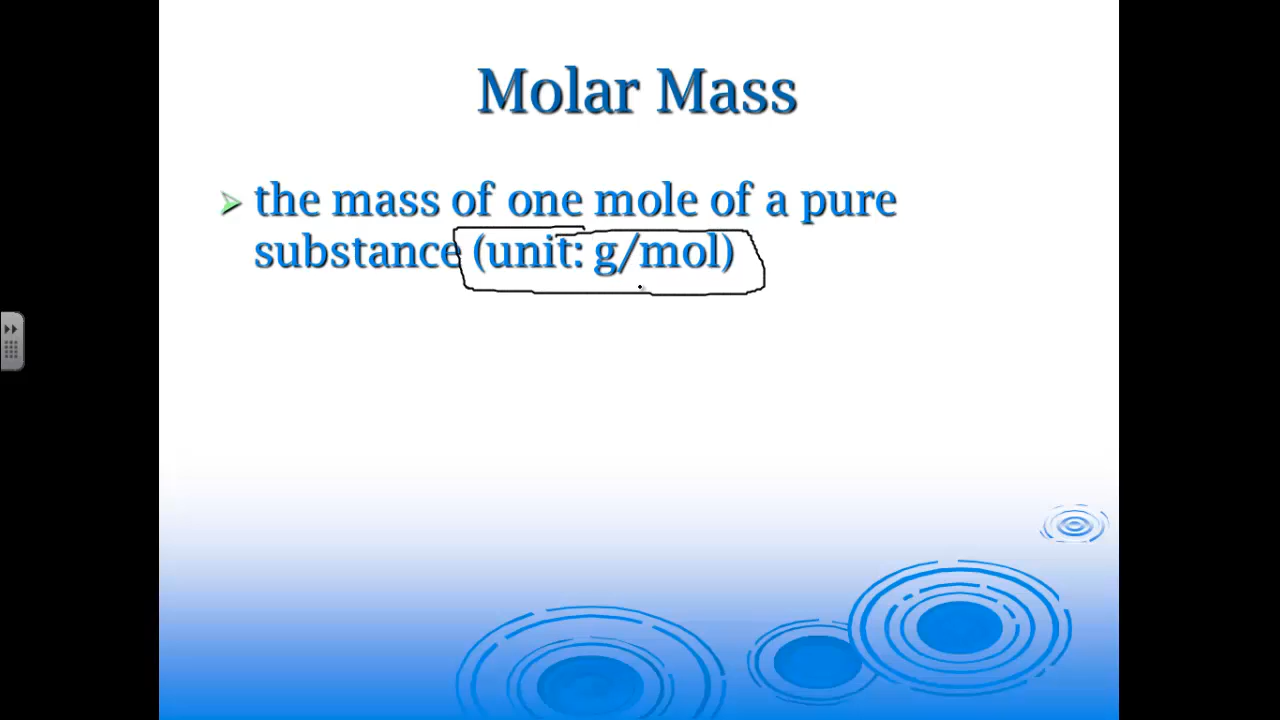 Molar Mass
the mass of one mole of a pure
substance (unit: g/mol)